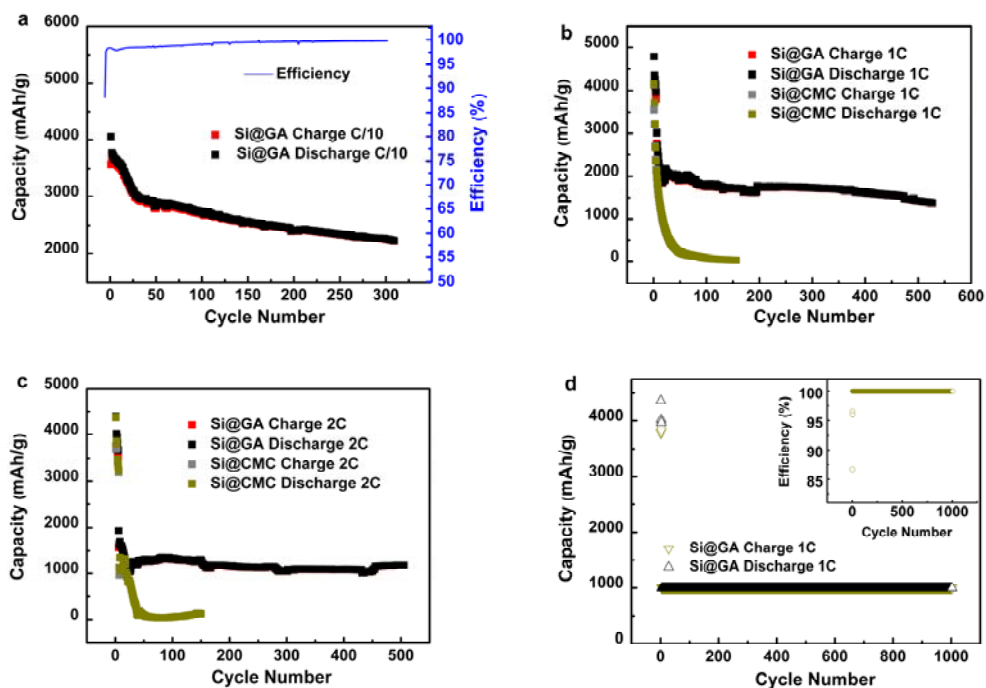 a
6000
5000
4000
3000
2000
Capacity (mAh/g)
100
95
90
85
80
75
70
65
60
55
50
Efficiency (%)
Efficiency
Si@GA Charge C/10
Si@GA Discharge C/10
0 50 100 150 200 250 300
Cycle Number
b
5000
4000
3000
2000
1000
0
Capacity (mAh/g)
Si@GA Charge 1C
Si@GA Discharge 1C
Si@CMC Charge 1C
Si@CMC Discharge 1C
0 100 200 300 400 500 600
Cycle Number
c
5000
4000
3000
2000
1000
0
Capacity (mAh/g)
Si@GA Charge 2C
Si@GA Discharge 2C
Si@CMC Charge 2C
Si@CMC Discharge 2C
0 100 200 300 400 500
Cycle Number
d
4000
3000
2000
1000
0
Capacity (mAh/g)
100
95
90
85
Efficiency (%)
0 500 1000
Cycle Number
Si@GA Charge 1C
Si@GA Discharge 1C
0 200 400 600 800 1000
Cycle Number